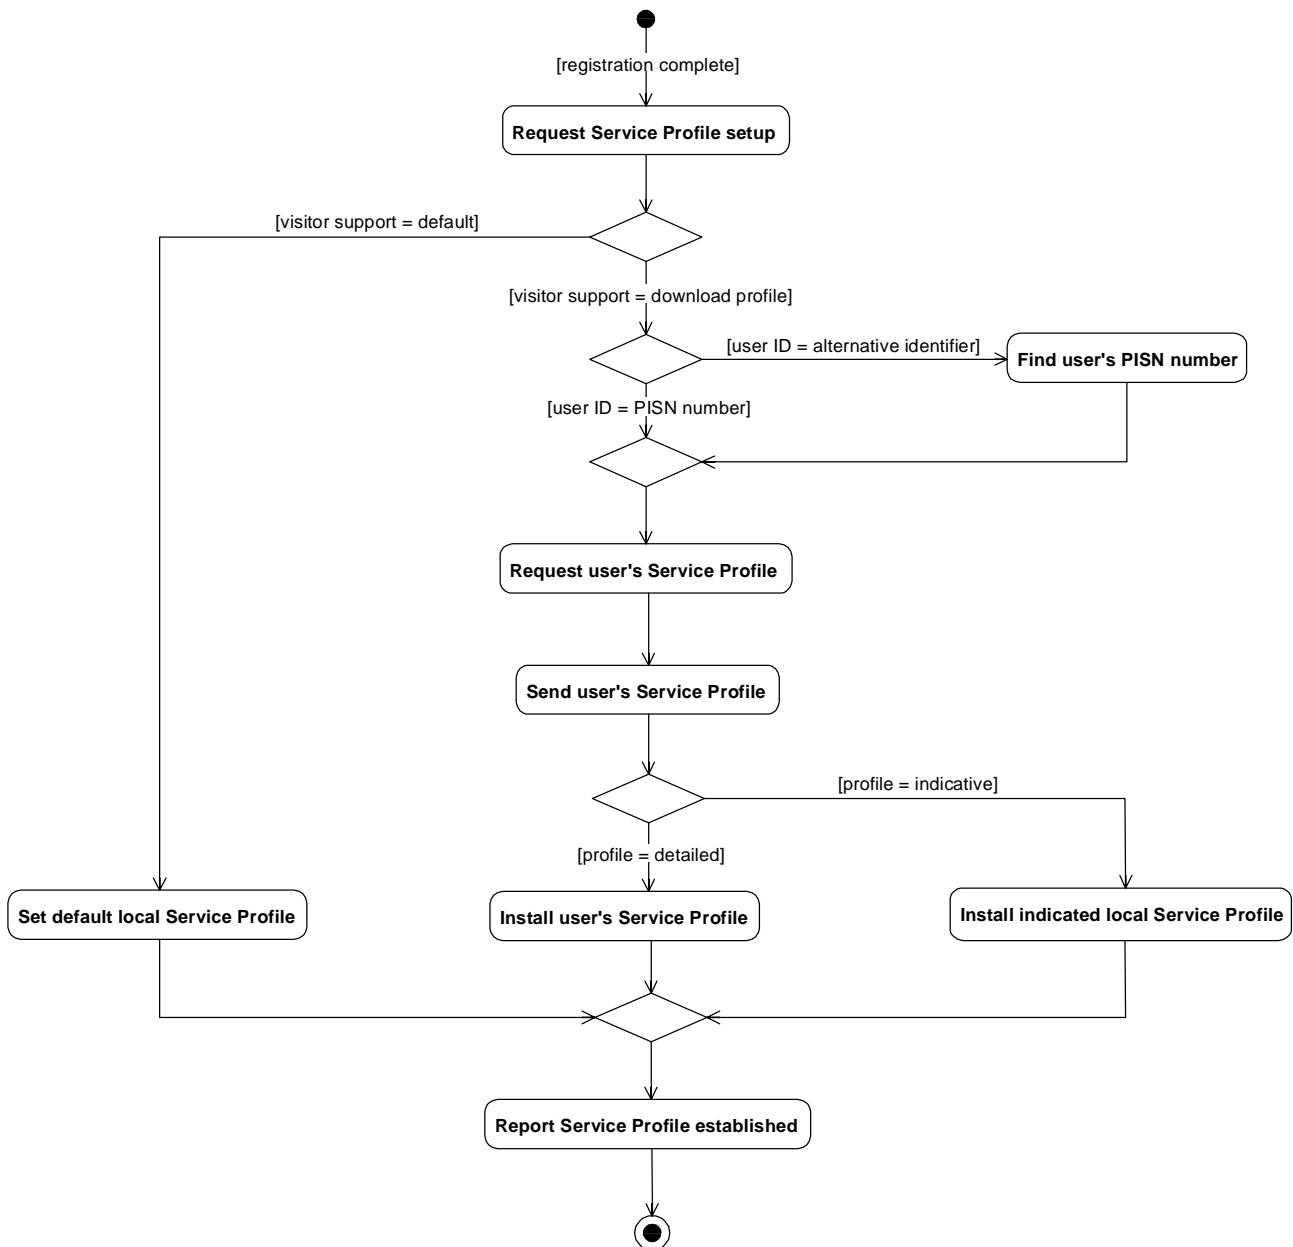 [registration complete]
Request Service Profile setup
[visitor support = default]
[visitor support = download profile]
[user ID = alternative identifier]
Find user's PISN number
[user ID = PISN number]
Request user's Service Profile
Send user's Service Profile
[profile = indicative]
[profile = detailed]
Set default local Service Profile
Install user's Service Profile
Install indicated local Service Profile
Report Service Profile established